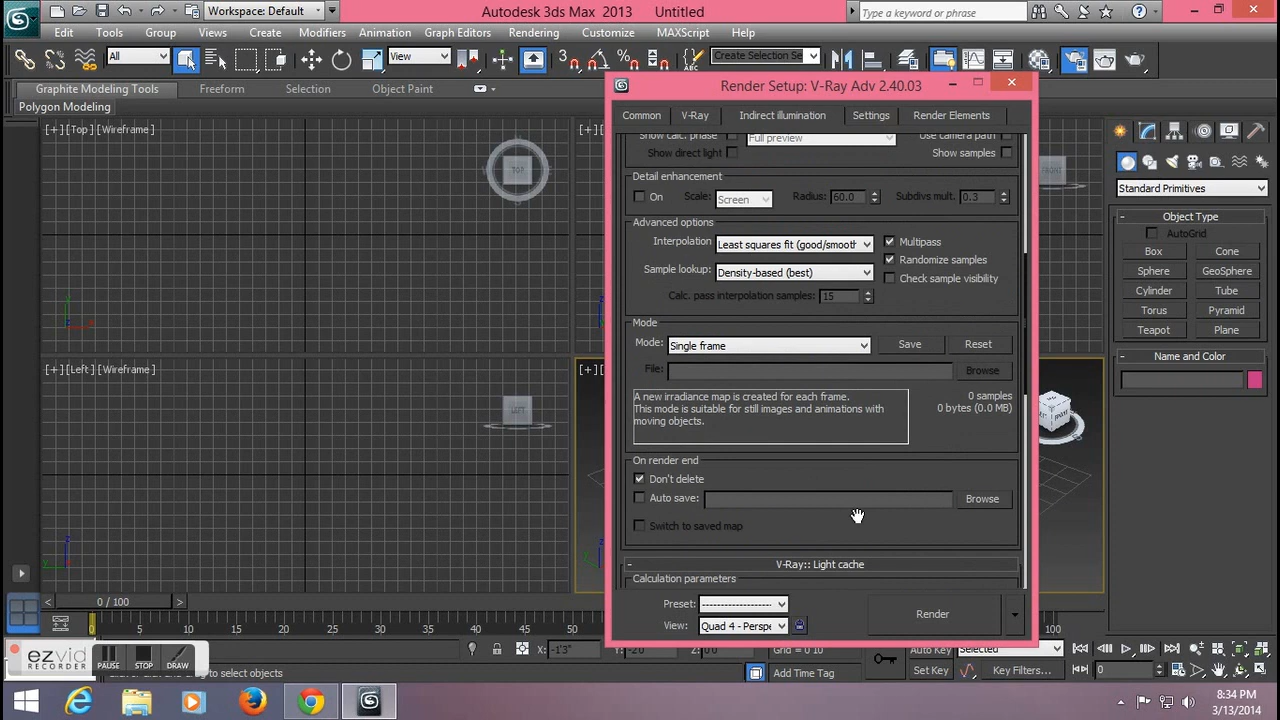 Workspace: Default
Autodesk 3ds Max 2013 Untitled
Type a keyword or phrase
Edit Tools Group Views Create Modifiers Animation Graph Editors Rendering Customize MAXScript Help
All
View
3
Create Selection Se
Graphite Modeling Tools Freeform Selection Object Paint
Polygon Modeling
[+][Top][Wireframe]
TOP
FRONT
[+][Left][Wireframe]
LEFT
[+]
Render Setup: V-Ray Adv 2.40.03
Common V-Ray Indirect illumination Settings Render Elements
Show calc. phase Full preview Use camera path
Show direct light Show samples
Detail enhancement
On Scale: Screen Radius: 60.0 Subdivs mult. 0.3
Advanced options
Interpolation Least squares fit (good/smooth Multipass
Randomize samples
Sample lookup: Density-based (best) Check sample visibility
Calc. pass interpolation samples: 15
Mode
Mode: Single frame Save Reset
File: Browse
A new irradiance map is created for each frame.
This mode is suitable for still images and animations with
moving objects.
0 samples
0 bytes (0.0 MB)
On render end
Don't delete
Auto save: Browse
Switch to saved map
- V-Ray:: Light cache
Calculation parameters
Preset: --------------------
View: Quad 4 - Perspe
Render
Standard Primitives
- Object Type
AutoGrid
Box Cone
Sphere GeoSphere
Cylinder Tube
Torus Pyramid
Teapot Plane
- Name and Color
< 0 / 100 >
0 5 10 15 20 25 30 35 40 45 50 100
X: -1'3"
Auto Key Selected
Set Key Key Filters...
0
Add Time Tag
ezvid
RECORDER
PAUSE STOP DRAW
8:34 PM
3/13/2014